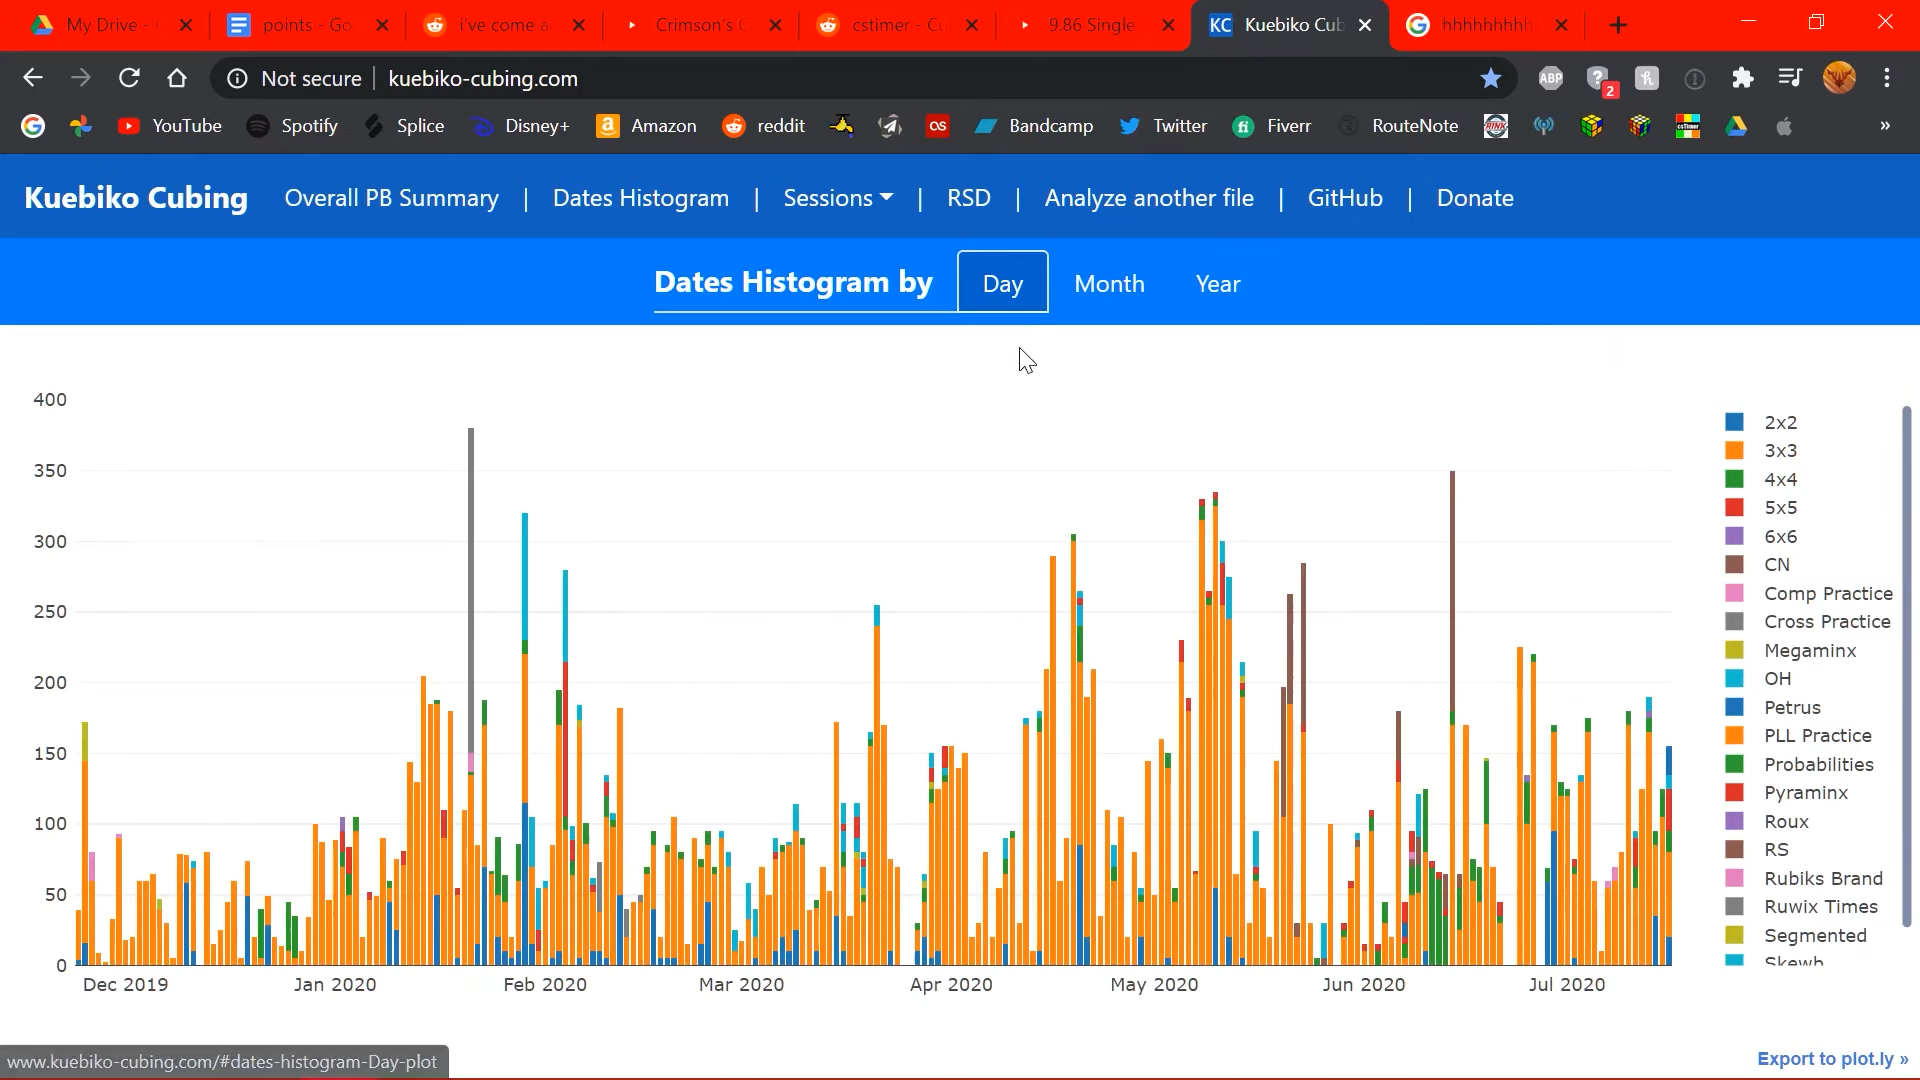 My Drive -
points - Go
i've come a
Crimson's C
cstimer - Cu
9.86 Single
KC Kuebiko Cub
hhhhhhhhh
Not secure | kuebiko-cubing.com
ABP
2
YouTube
Spotify
Splice
Disney+
Amazon
reddit
Bandcamp
Twitter
Fiverr
RouteNote
»
Kuebiko Cubing
Overall PB Summary | Dates Histogram | Sessions | RSD | Analyze another file | GitHub | Donate
Dates Histogram by Day Month Year
400
350
300
250
200
150
100
50
0
Dec 2019
Jan 2020
Feb 2020
Mar 2020
Apr 2020
May 2020
Jun 2020
Jul 2020
2x2
3x3
4x4
5x5
6x6
CN
Comp Practice
Cross Practice
Megaminx
OH
Petrus
PLL Practice
Probabilities
Pyraminx
Roux
RS
Rubiks Brand
Ruwix Times
Segmented
Skewb
www.kuebiko-cubing.com/#dates-histogram-Day-plot
Export to plot.ly »